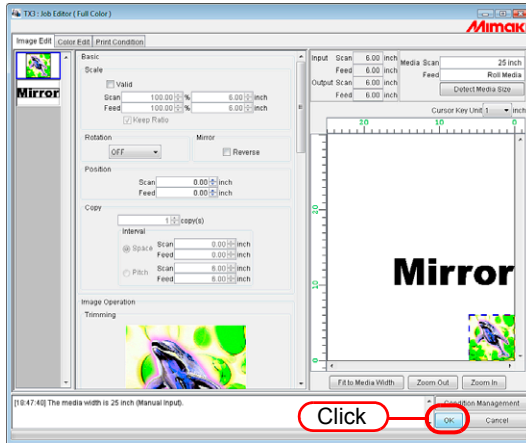 TX3 : Job Editor ( Full Color )
Mimaki
Image Edit Color Edit Print Condition
Mirror
Basic
Scale
Valid
Scan 100.00 % 6.00 inch
Feed 100.00 % 6.00 inch
Keep Ratio
Rotation Mirror
OFF Reverse
Position
Scan 0.00 inch
Feed 0.00 inch
Copy
1 copy(s)
Interval
Space Scan 0.00 inch
Feed 0.00 inch
Pitch Scan 6.00 inch
Feed 6.00 inch
Image Operation
Trimming
Input Scan 6.00 inch
Feed 6.00 inch
Output Scan 6.00 inch
Feed 6.00 inch
Media Scan 25 inch
Feed Roll Media
Detect Media Size
Cursor Key Unit 1 inch
20 10 0
20
10
0
Mirror
Fit to Media Width Zoom Out Zoom In
[10:47:40] The media width is 25 inch (Manual Input).
Condition Management
Click
OK Cancel